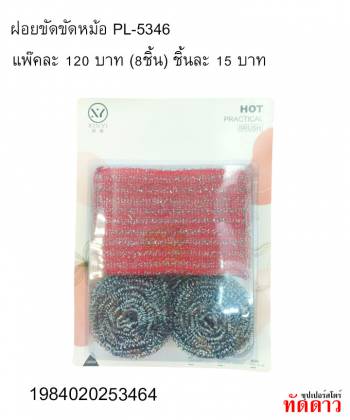 ฝอยขัดขัดหม้อ PL-5346
แพ๊คละ 120 บาท (8ชิ้น) ชิ้นละ 15 บาท
XY
HOT
PRACTICAL
BRUSH
1984020253464
ซุปเปอร์สโตร์
ทัดดาว